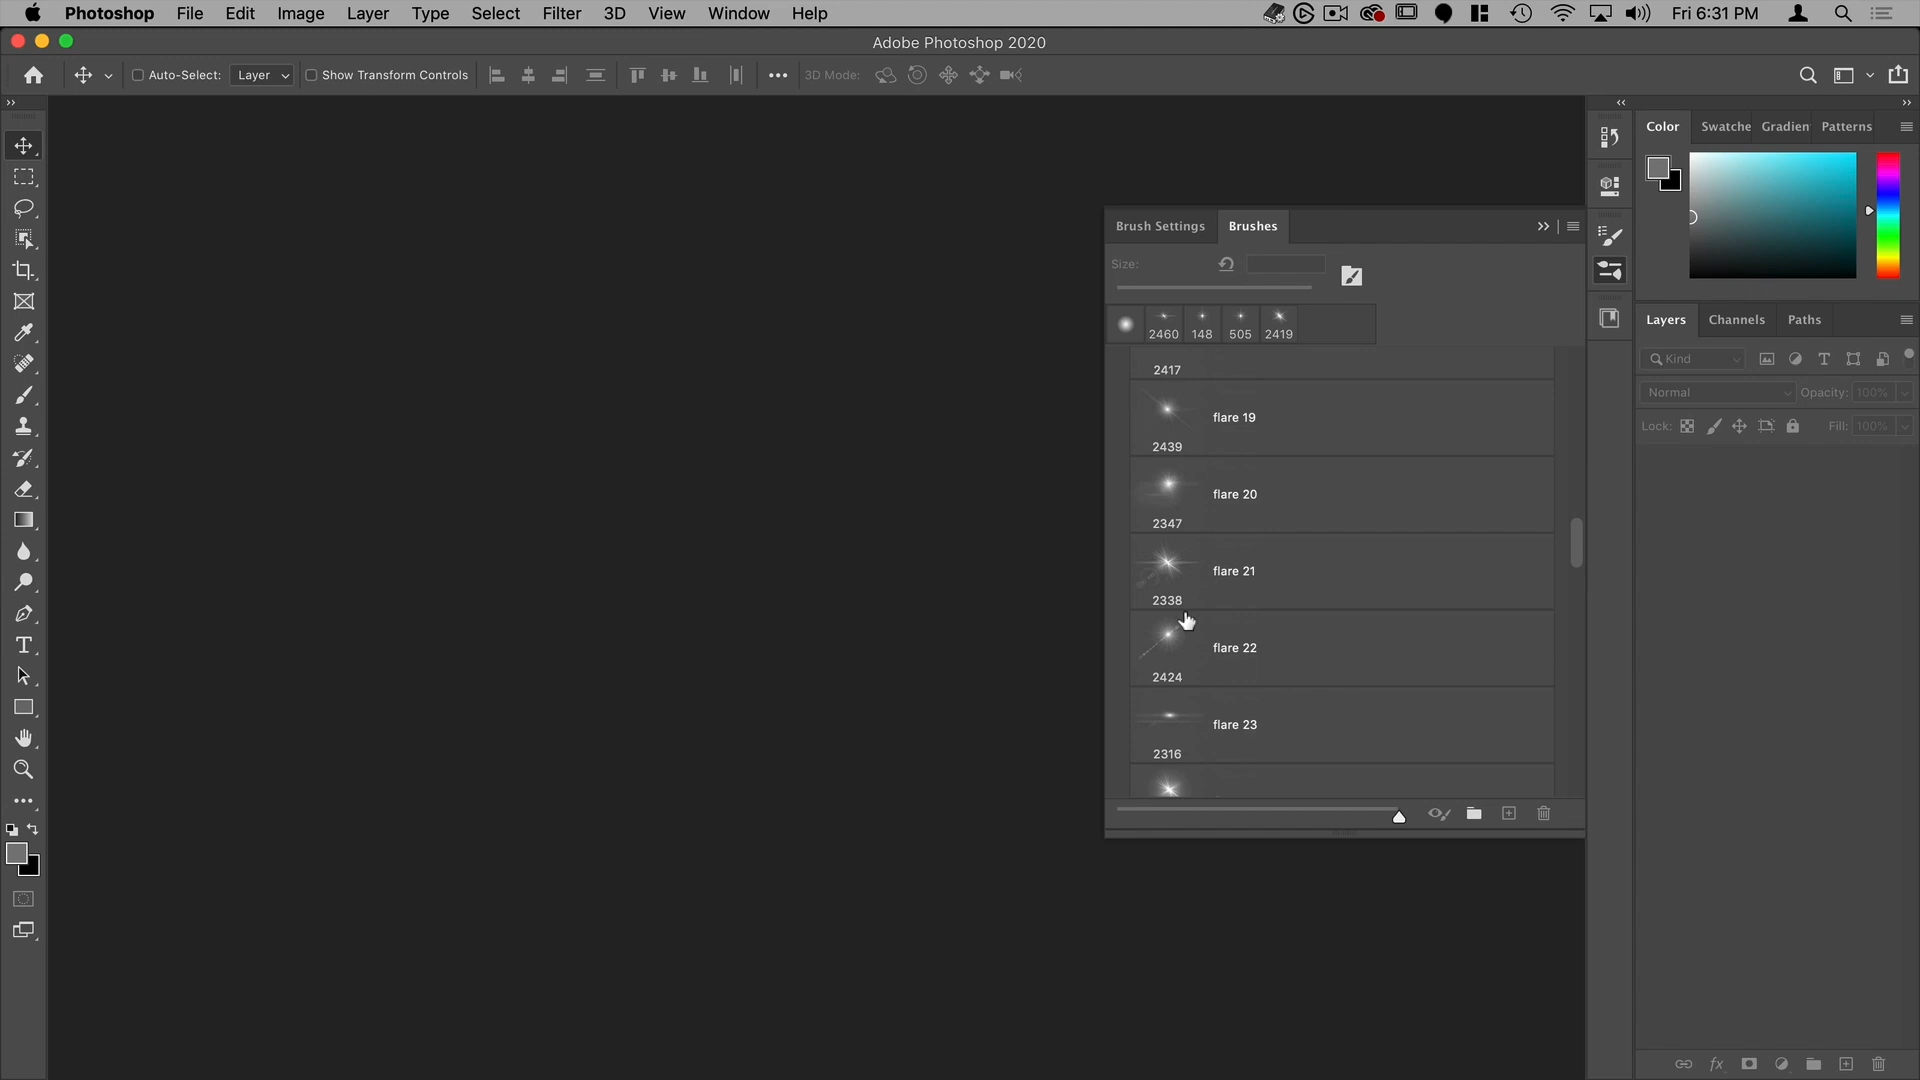 Photoshop File Edit Image Layer Type Select Filter 3D View Window Help Fri 6:31 PM
Adobe Photoshop 2020
Auto-Select: Layer Show Transform Controls 3D Mode:
Color Swatche Gradien Patterns
Brush Settings Brushes
Size:
2460 148 505 2419
Layers Channels Paths
Kind
Normal Opacity: 100%
Lock: Fill: 100%
2417
flare 19
2439
flare 20
2347
flare 21
2338
flare 22
2424
flare 23
2316
T
fx